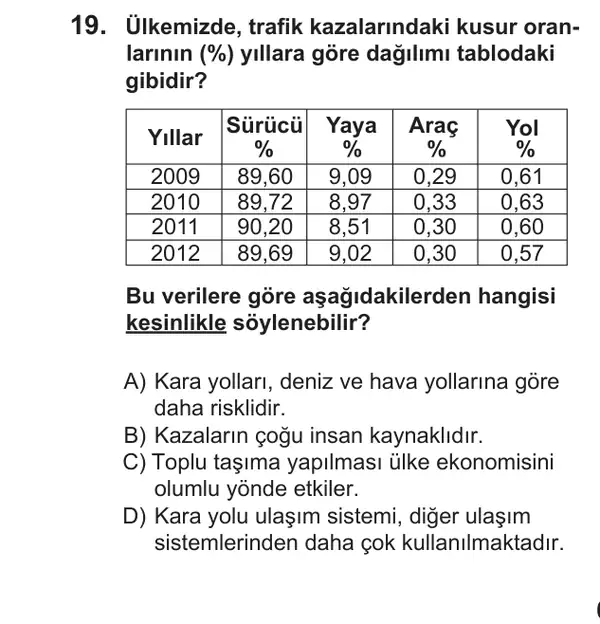 19. Ülkemizde, trafik kazalarındaki kusur oran-
larının (%) yıllara göre dağılımı tablodaki
gibidir?
Yıllar Sürücü % Yaya % Araç % Yol %
2009 89,60 9,09 0,29 0,61
2010 89,72 8,97 0,33 0,63
2011 90,20 8,51 0,30 0,60
2012 89,69 9,02 0,30 0,57
Bu verilere göre aşağıdakilerden hangisi
kesinlikle söylenebilir?
A) Kara yolları, deniz ve hava yollarına göre
daha risklidir.
B) Kazaların çoğu insan kaynaklıdır.
C) Toplu taşıma yapılması ülke ekonomisini
olumlu yönde etkiler.
D) Kara yolu ulaşım sistemi, diğer ulaşım
sistemlerinden daha çok kullanılmaktadır.